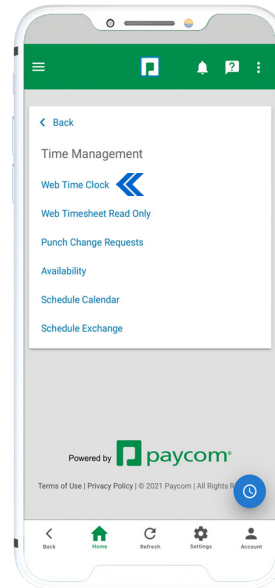 Back
Time Management
Web Time Clock
Web Timesheet Read Only
Punch Change Requests
Availability
Schedule Calendar
Schedule Exchange
Powered by paycom
Terms of Use | Privacy Policy | © 2021 Paycom | All Rights
Back Home Refresh Settings Account